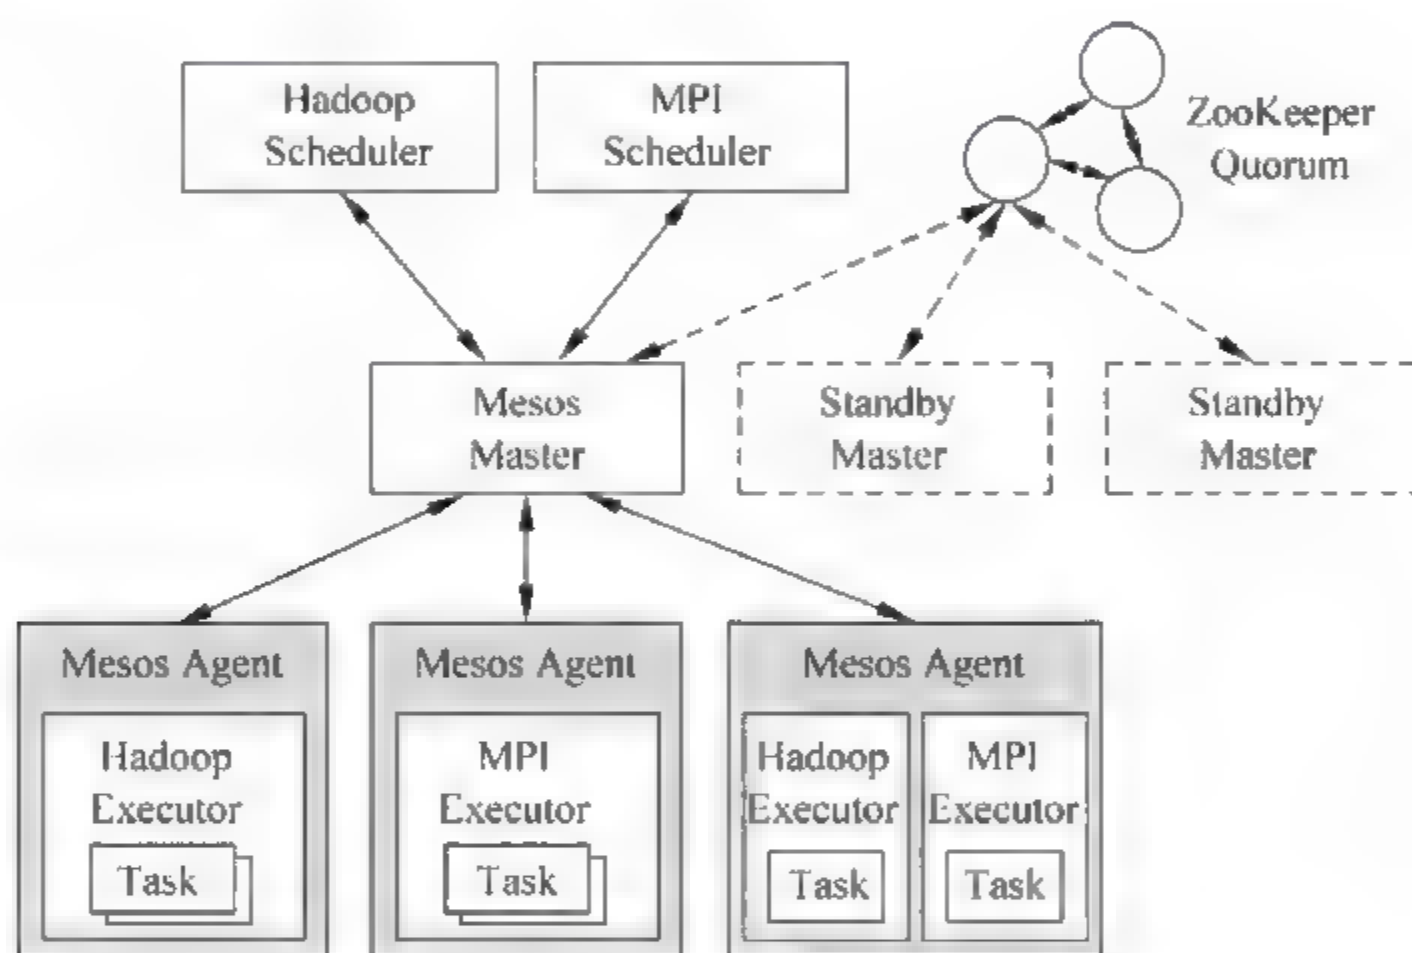 Hadoop
Scheduler
MPI
Scheduler
ZooKeeper
Quorum
Mesos
Master
Standby
Master
Standby
Master
Mesos Agent
Hadoop
Executor
Task
Mesos Agent
MPI
Executor
Task
Mesos Agent
Hadoop
Executor
Task
MPI
Executor
Task